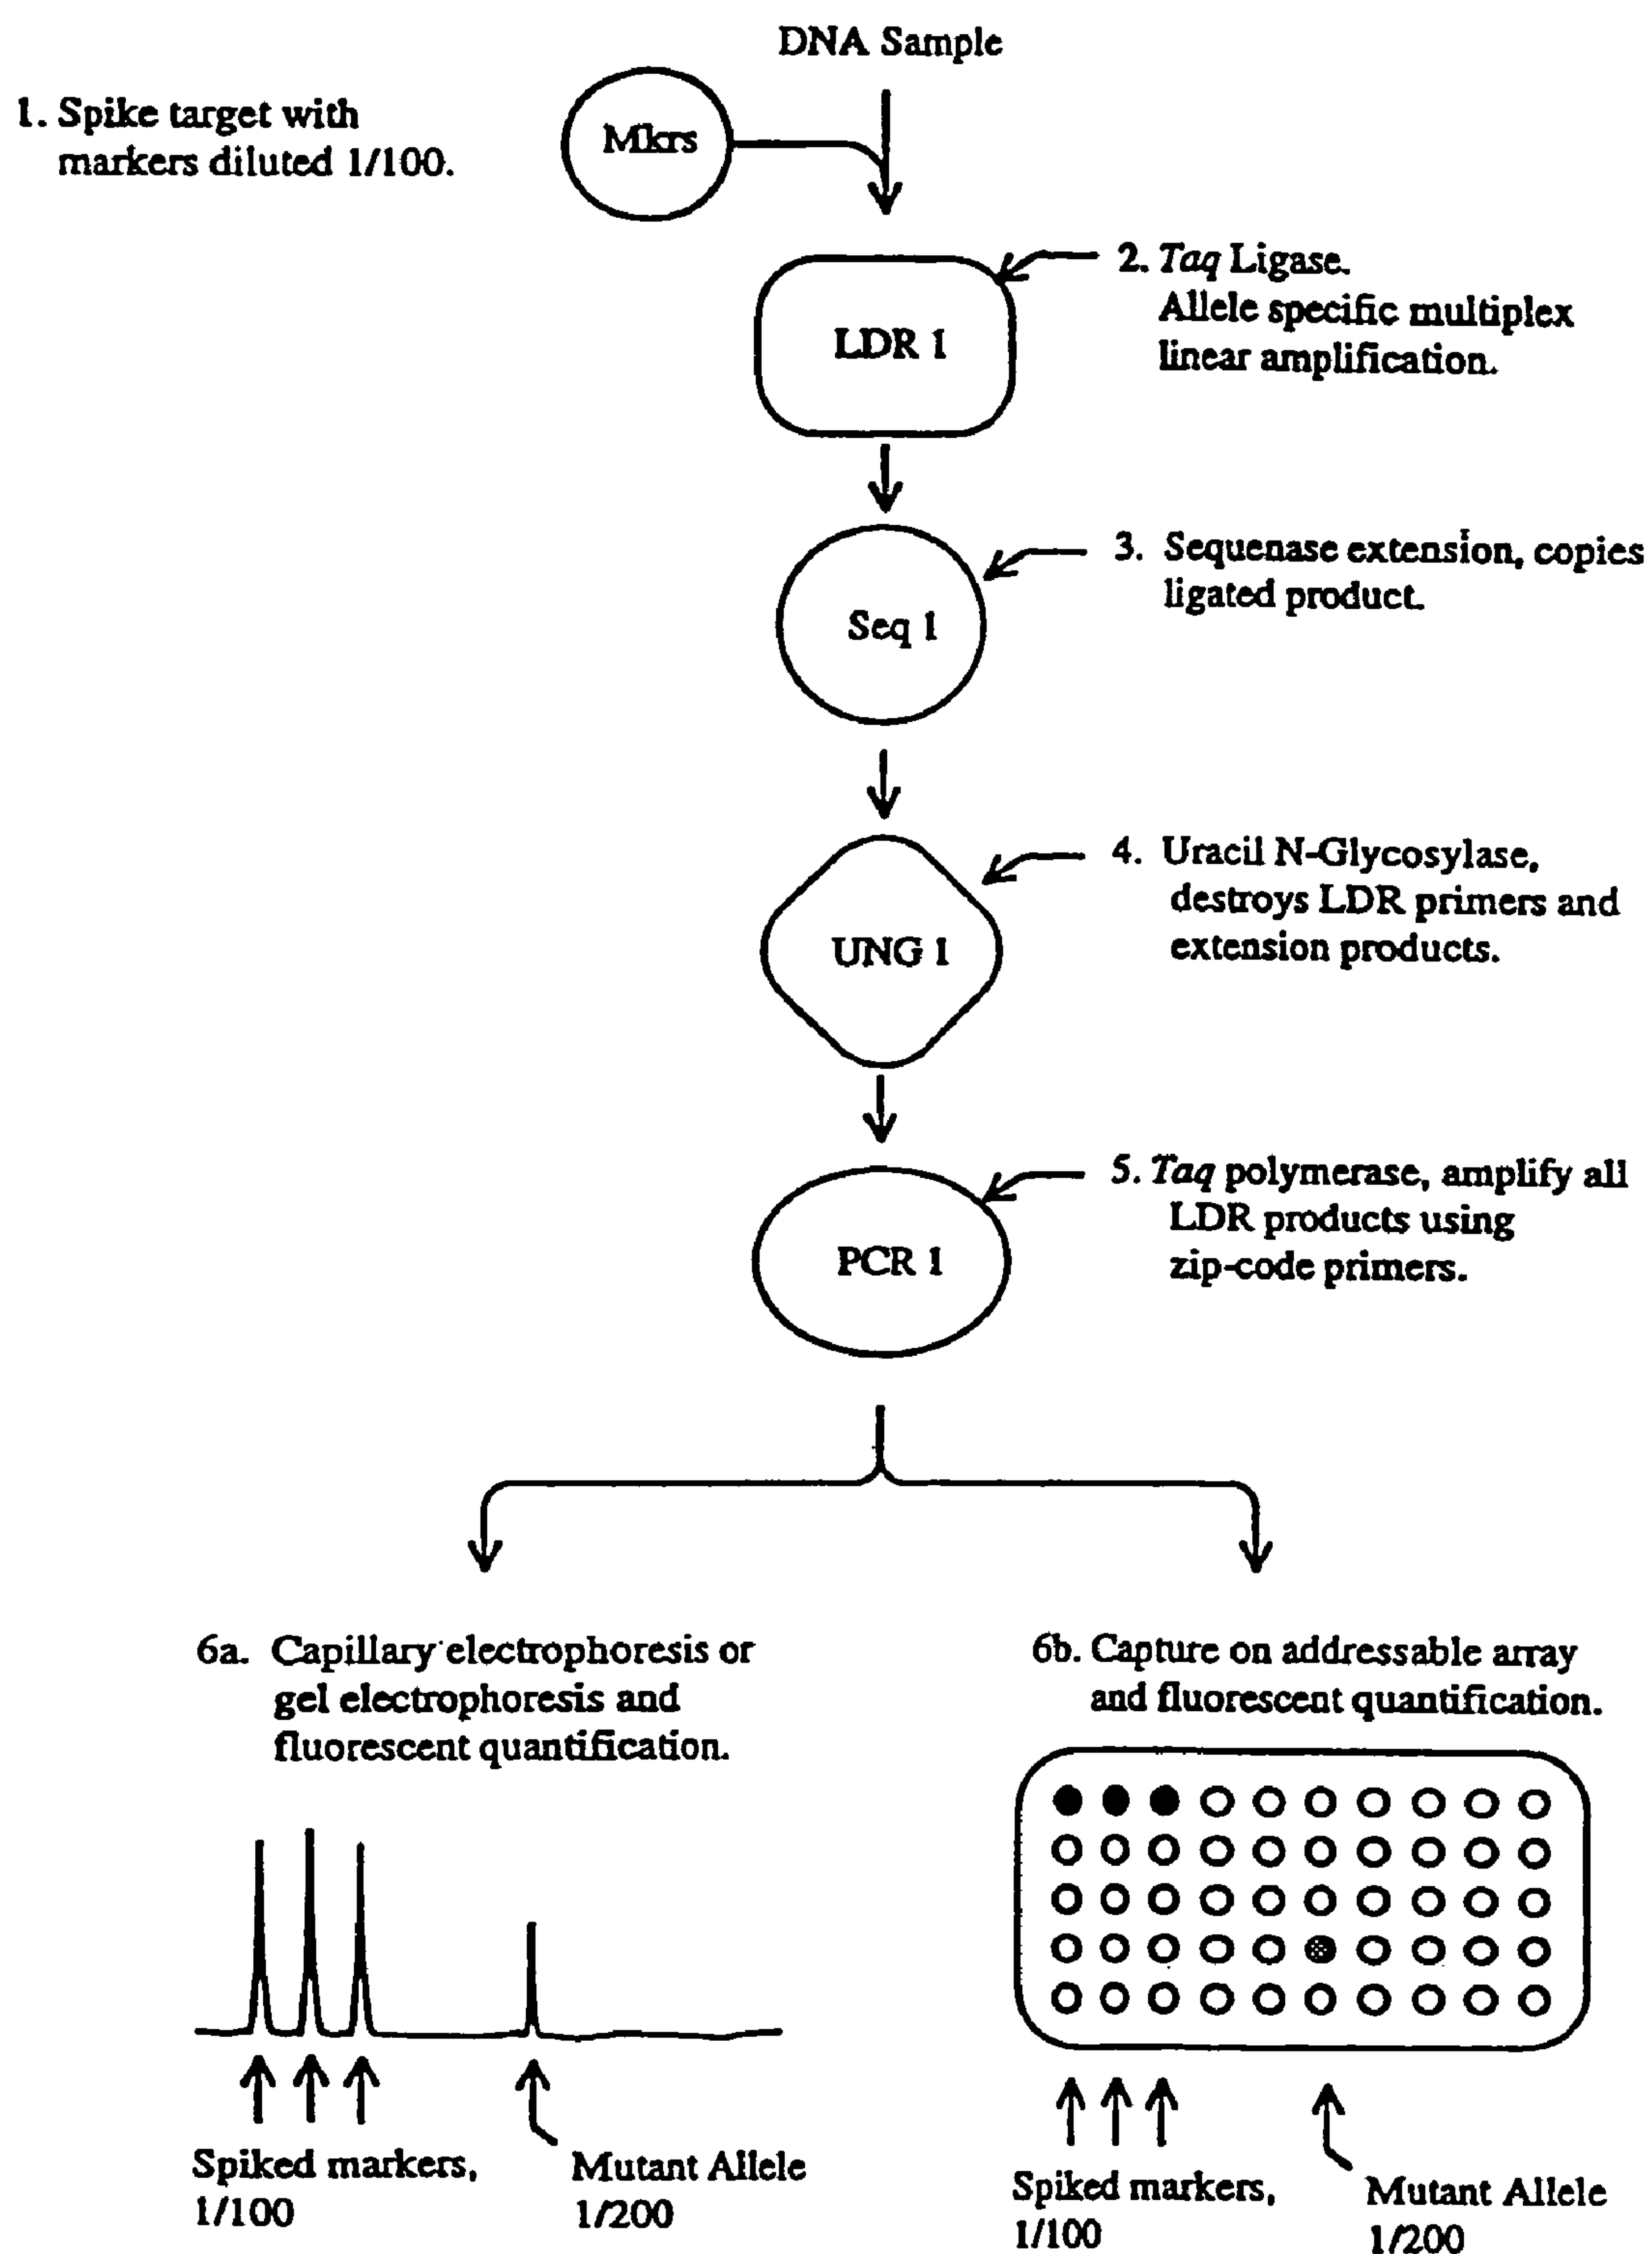 DNA Sample
1. Spike target with
markers diluted 1/100.
Mkrs
2. Taq Ligase.
Allele specific multiplex
linear amplification.
LDR 1
3. Sequenase extension, copies
ligated product.
Seq 1
4. Uracil N-Glycosylase,
destroys LDR primers and
extension products.
UNG 1
5. Taq polymerase, amplify all
LDR products using
zip-code primers.
PCR 1
6a. Capillary electrophoresis or
gel electrophoresis and
fluorescent quantification.
6b. Capture on addressable array
and fluorescent quantification.
Spiked markers,
1/100
Mutant Allele
1/200
Spiked markers,
1/100
Mutant Allele
1/200